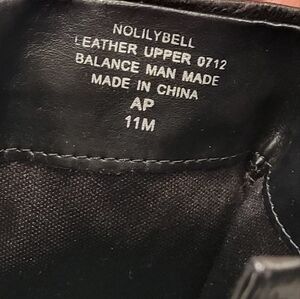 NOLILYBELL
LEATHER UPPER 0712
BALANCE MAN MADE
MADE IN CHINA
AP
11M